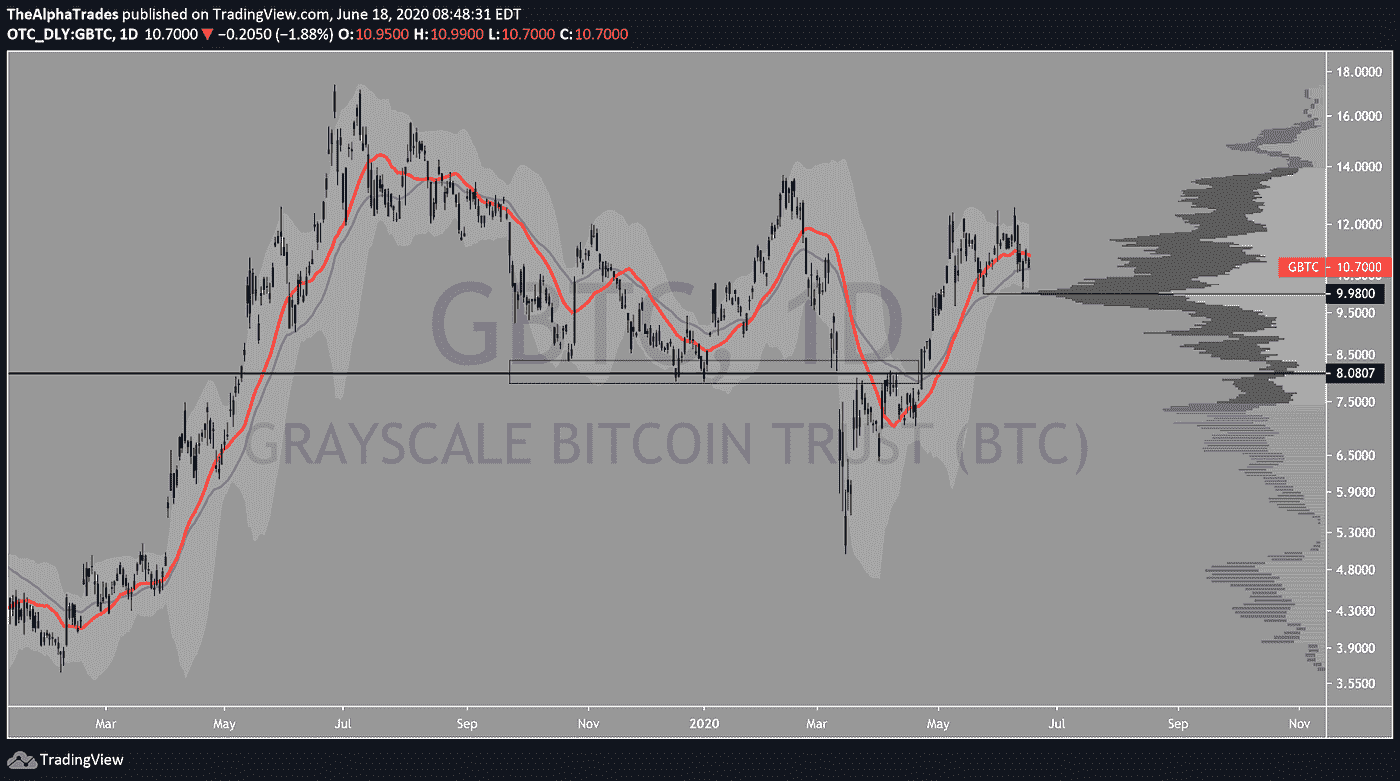 TheAlphaTrades published on TradingView.com, June 18, 2020 08:48:31 EDT
OTC_DLY:GBTC, 1D 10.7000 ▼ −0.2050 (−1.88%) O:10.9500 H:10.9900 L:10.7000 C:10.7000
GBTC, 1D
GRAYSCALE BITCOIN TRUST (BTC)
18.0000
16.0000
14.0000
12.0000
GBTC 10.7000
9.9800
9.5000
8.5000
8.0807
7.5000
6.5000
5.9000
5.3000
4.8000
4.3000
3.9000
3.5500
Mar May Jul Sep Nov 2020 Mar May Jul Sep Nov
TradingView